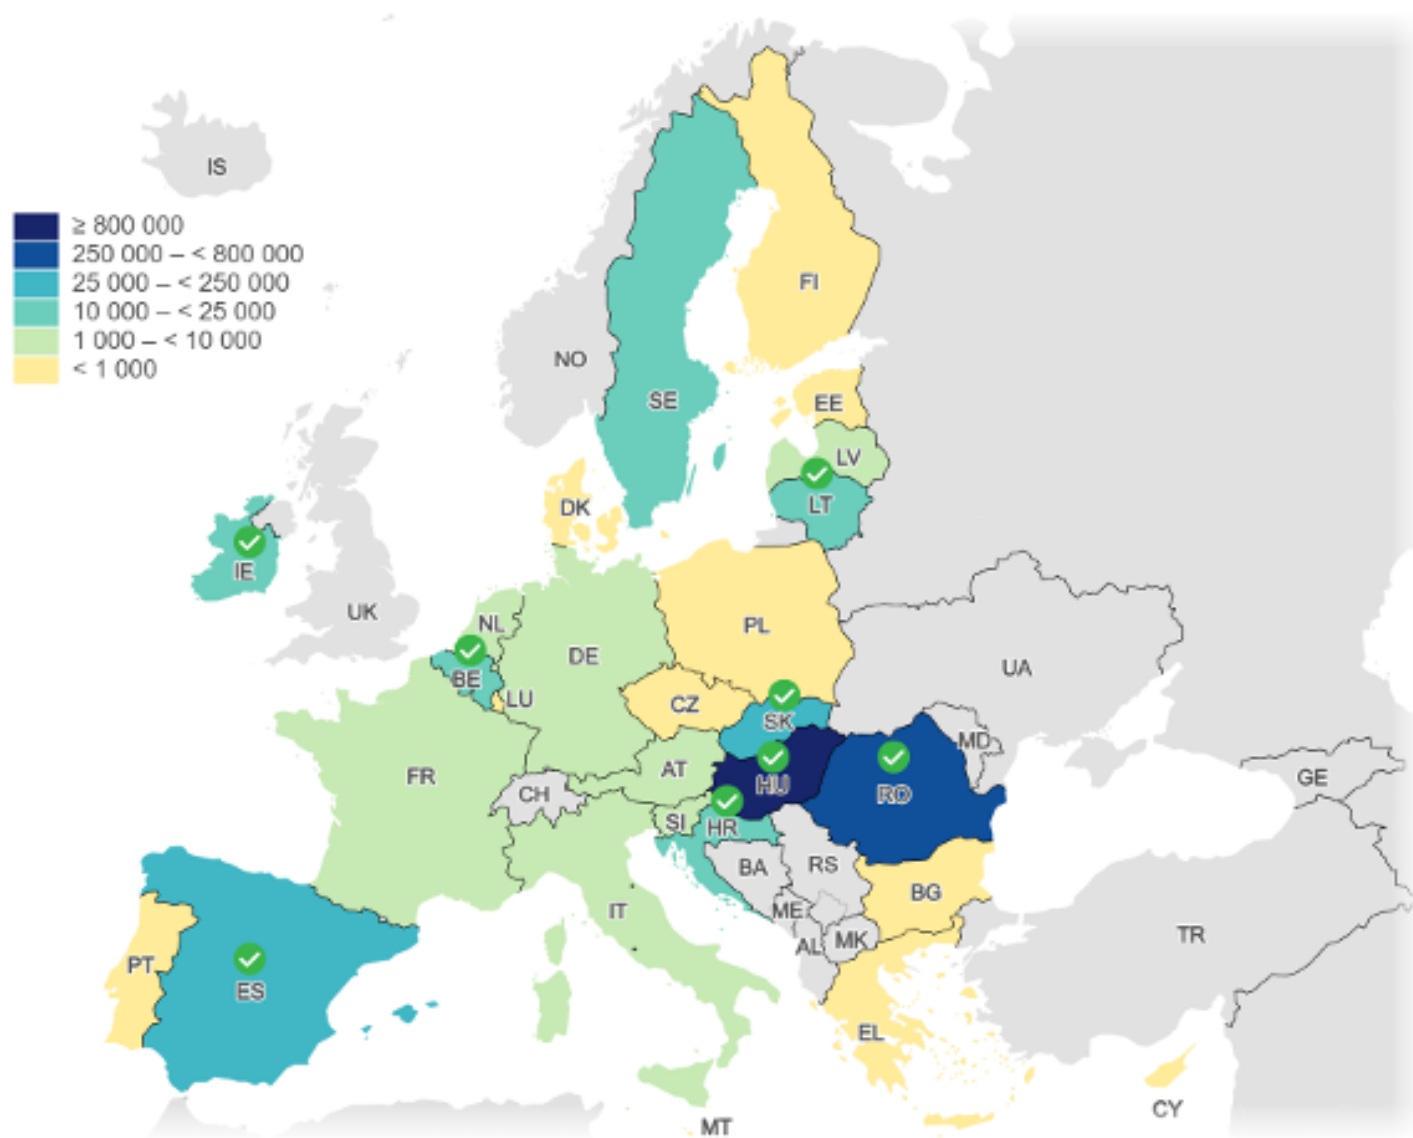 IS
≥ 800 000
250 000 – < 800 000
25 000 – < 250 000
10 000 – < 25 000
1 000 – < 10 000
< 1 000
FI
NO
SE
EE
LV
LT
DK
IE
UK
NL
PL
DE
BE
LU
UA
CZ
SK
MD
FR
AT
CH
HU
RO
GE
SI
HR
BA
RS
BG
IT
ME
MK
AL
TR
PT
ES
EL
CY
MT